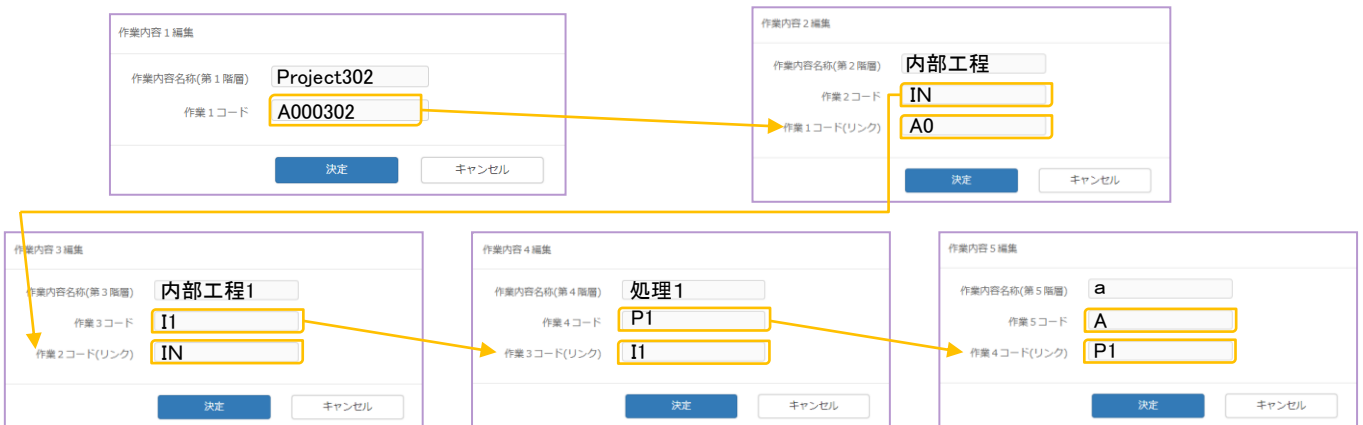 作業内容1編集
作業内容名称(第1階層) Project302
作業1コード A000302
決定 キャンセル
作業内容2編集
作業内容名称(第2階層) 内部工程
作業2コード IN
作業1コード(リンク) A0
決定 キャンセル
作業内容3編集
作業内容名称(第3階層) 内部工程1
作業3コード I1
作業2コード(リンク) IN
決定 キャンセル
作業内容4編集
作業内容名称(第4階層) 処理1
作業4コード P1
作業3コード(リンク) I1
決定 キャンセル
作業内容5編集
作業内容名称(第5階層) a
作業5コード A
作業4コード(リンク) P1
決定 キャンセル